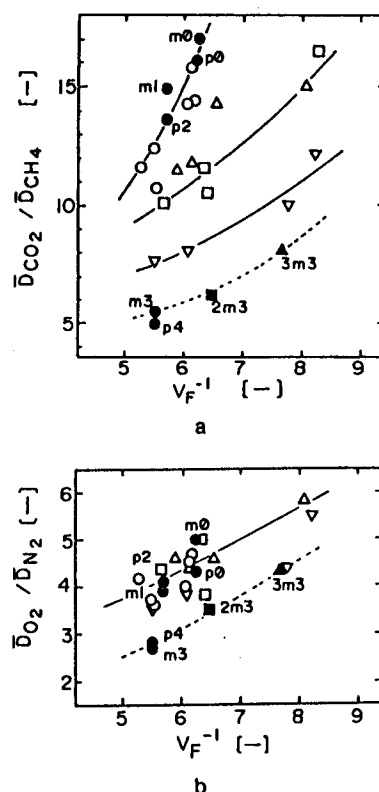 D̄CO2 / D̄CH4 [—]
15
10
5
m0
p0
m1
p2
m3
p4
2m3
3m3
5 6 7 8 9
VF⁻¹ [—]
a
D̄O2 / D̄N2 [—]
6
5
4
3
2
m0
p2
p0
m1
3m3
2m3
p4
m3
5 6 7 8 9
VF⁻¹ [—]
b